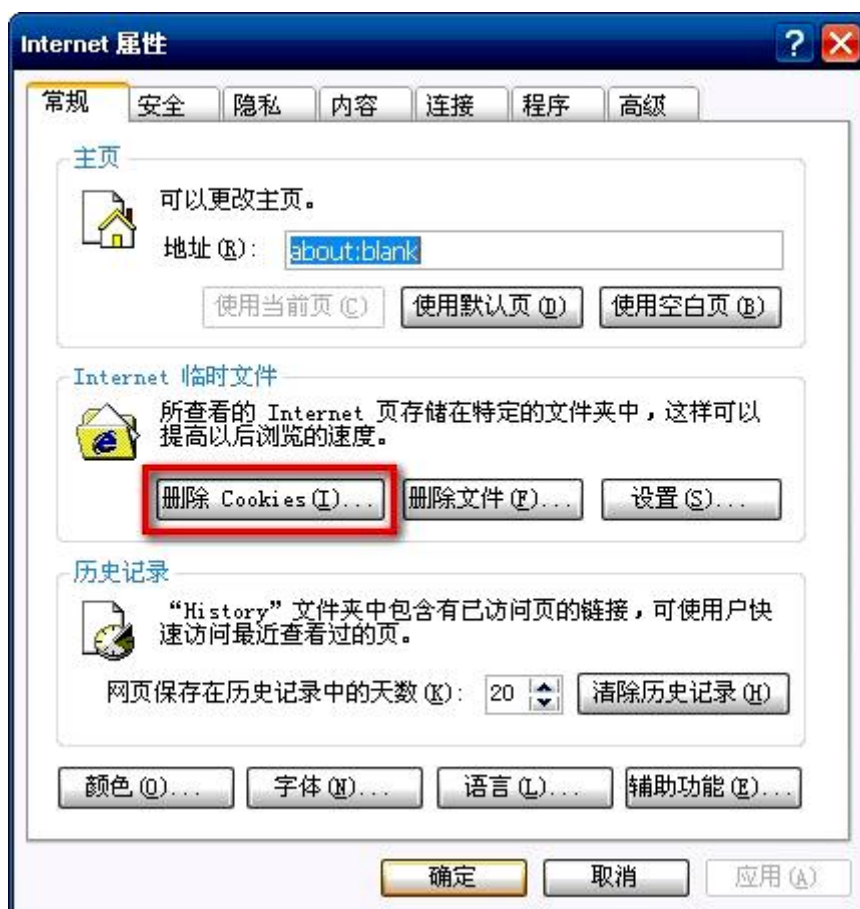 Internet 属性
常规 安全 隐私 内容 连接 程序 高级
主页
可以更改主页。
地址(R): about:blank
使用当前页(C) 使用默认页(D) 使用空白页(B)
Internet 临时文件
所查看的 Internet 页存储在特定的文件夹中，这样可以
提高以后浏览的速度。
删除 Cookies(I)... 删除文件(F)... 设置(S)...
历史记录
“History”文件夹中包含有已访问页的链接，可使用户快
速访问最近查看过的页。
网页保存在历史记录中的天数(K): 20 清除历史记录(H)
颜色(O)... 字体(N)... 语言(L)... 辅助功能(E)...
确定 取消 应用(A)